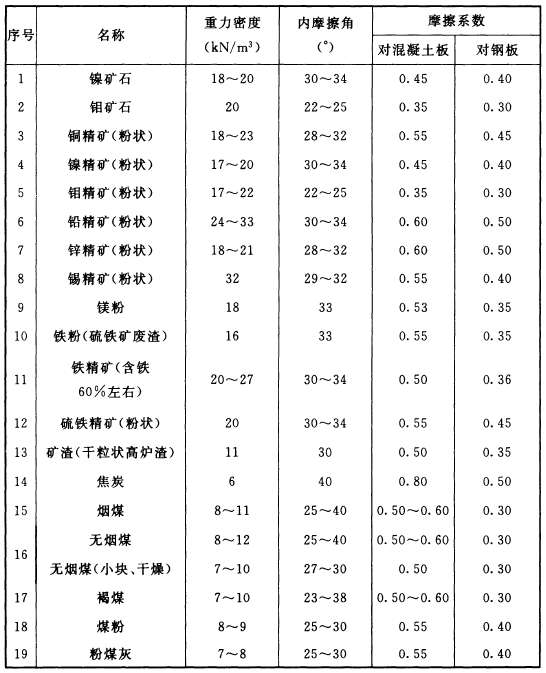 序号 名称 重力密度 (kN/m³) 内摩擦角 (°) 摩擦系数
对混凝土板 对钢板
1 镍矿石 18～20 30～34 0.45 0.40
2 钼矿石 20 22～25 0.35 0.30
3 铜精矿(粉状) 18～23 28～32 0.55 0.45
4 镍精矿(粉状) 17～20 30～34 0.45 0.40
5 钼精矿(粉状) 17～22 22～25 0.35 0.30
6 铅精矿(粉状) 24～33 30～34 0.60 0.50
7 锌精矿(粉状) 18～21 28～32 0.60 0.50
8 锡精矿(粉状) 32 29～32 0.55 0.40
9 镁粉 18 33 0.53 0.35
10 铁粉(硫铁矿废渣) 16 33 0.55 0.35
11 铁精矿(含铁 60%左右) 20～27 30～34 0.50 0.36
12 硫铁精矿(粉状) 20 30～34 0.55 0.45
13 矿渣(干粒状高炉渣) 11 30 0.50 0.35
14 焦炭 6 40 0.80 0.50
15 烟煤 8～11 25～40 0.50～0.60 0.30
16 无烟煤 8～12 25～40 0.50～0.60 0.30
无烟煤(小块、干燥) 7～10 27～30 0.50 0.30
17 褐煤 7～10 23～38 0.50～0.60 0.30
18 煤粉 8～9 25～30 0.55 0.40
19 粉煤灰 7～8 25～30 0.55 0.40